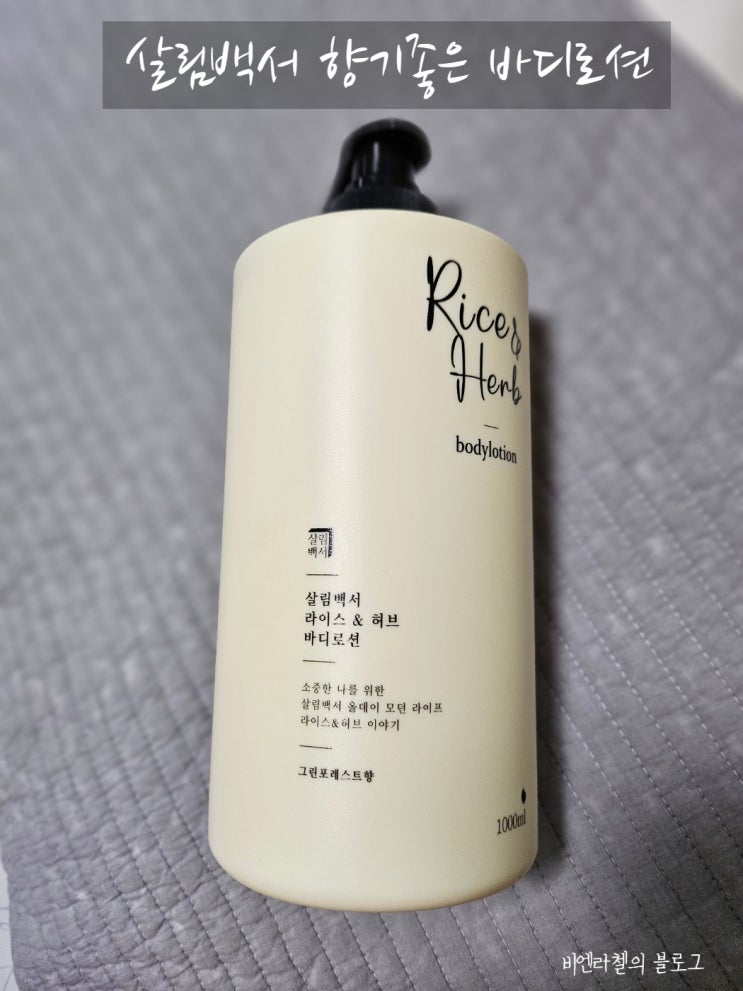 살림백서 향기좋은 바디로션
Rice &
Herb
bodylotion
살림
백서
살림백서
라이스 & 허브
바디로션
소중한 나를 위한
살림백서 올데이 모던 라이프
라이스&허브 이야기
그린포레스트향
1000ml
비엔라첼의 블로그